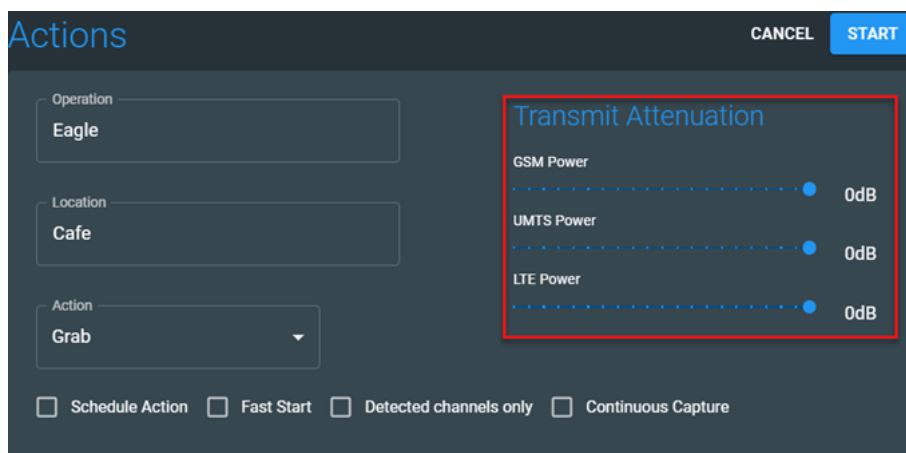 Actions
CANCEL
START
Operation
Eagle
Location
Cafe
Action
Grab
Transmit Attenuation
GSM Power
0dB
UMTS Power
0dB
LTE Power
0dB
Schedule Action
Fast Start
Detected channels only
Continuous Capture